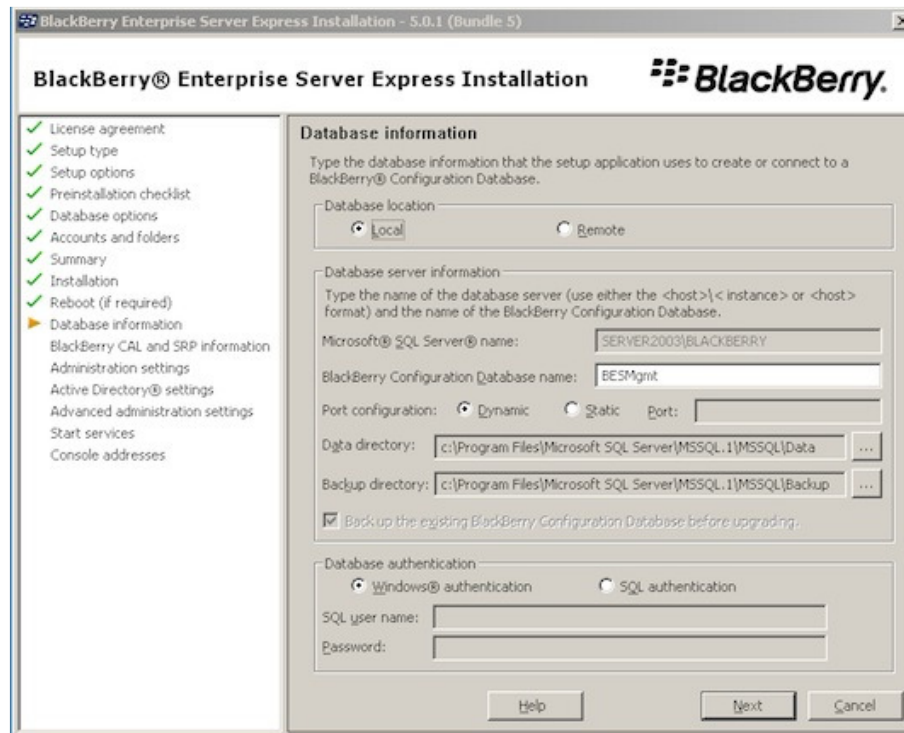 BlackBerry Enterprise Server Express Installation - 5.0.1 (Bundle 5)
BlackBerry® Enterprise Server Express Installation
BlackBerry.
License agreement
Setup type
Setup options
Preinstallation checklist
Database options
Accounts and folders
Summary
Installation
Reboot (if required)
Database information
BlackBerry CAL and SRP information
Administration settings
Active Directory® settings
Advanced administration settings
Start services
Console addresses
Database information
Type the database information that the setup application uses to create or connect to a
BlackBerry® Configuration Database.
Database location
Local
Remote
Database server information
Type the name of the database server (use either the <host>\< instance> or <host>
format) and the name of the BlackBerry Configuration Database.
Microsoft® SQL Server® name:
SERVER2003\BLACKBERRY
BlackBerry Configuration Database name:
BESMgmt
Port configuration:
Dynamic
Static
Port:
Data directory:
c:\Program Files\Microsoft SQL Server\MSSQL.1\MSSQL\Data
...
Backup directory:
c:\Program Files\Microsoft SQL Server\MSSQL.1\MSSQL\Backup
...
Back up the existing BlackBerry Configuration Database before upgrading.
Database authentication
Windows® authentication
SQL authentication
SQL user name:
Password:
Help
Next
Cancel